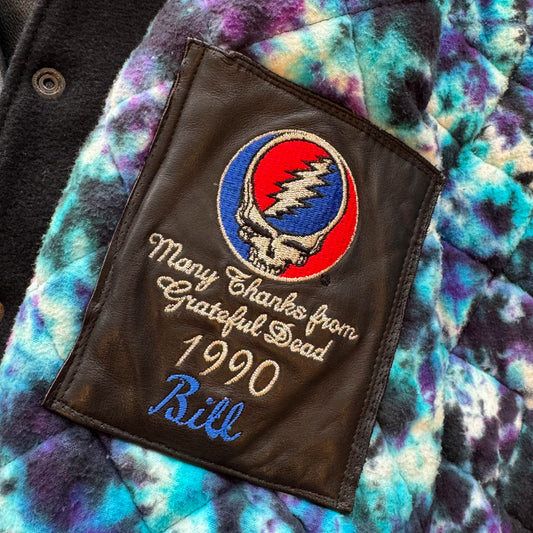 Many Thanks from
Grateful Dead
1990
Bill